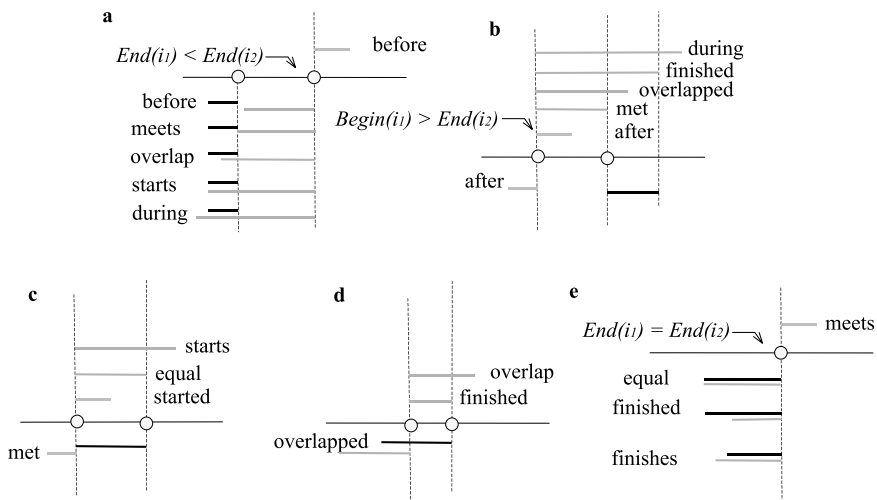 a
End(i1) < End(i2)
before
before
meets
overlap
starts
during
b
during
finished
overlapped
met
Begin(i1) > End(i2)
after
after
c
starts
equal
started
met
d
overlap
finished
overlapped
e
End(i1) = End(i2)
meets
equal
finished
finishes